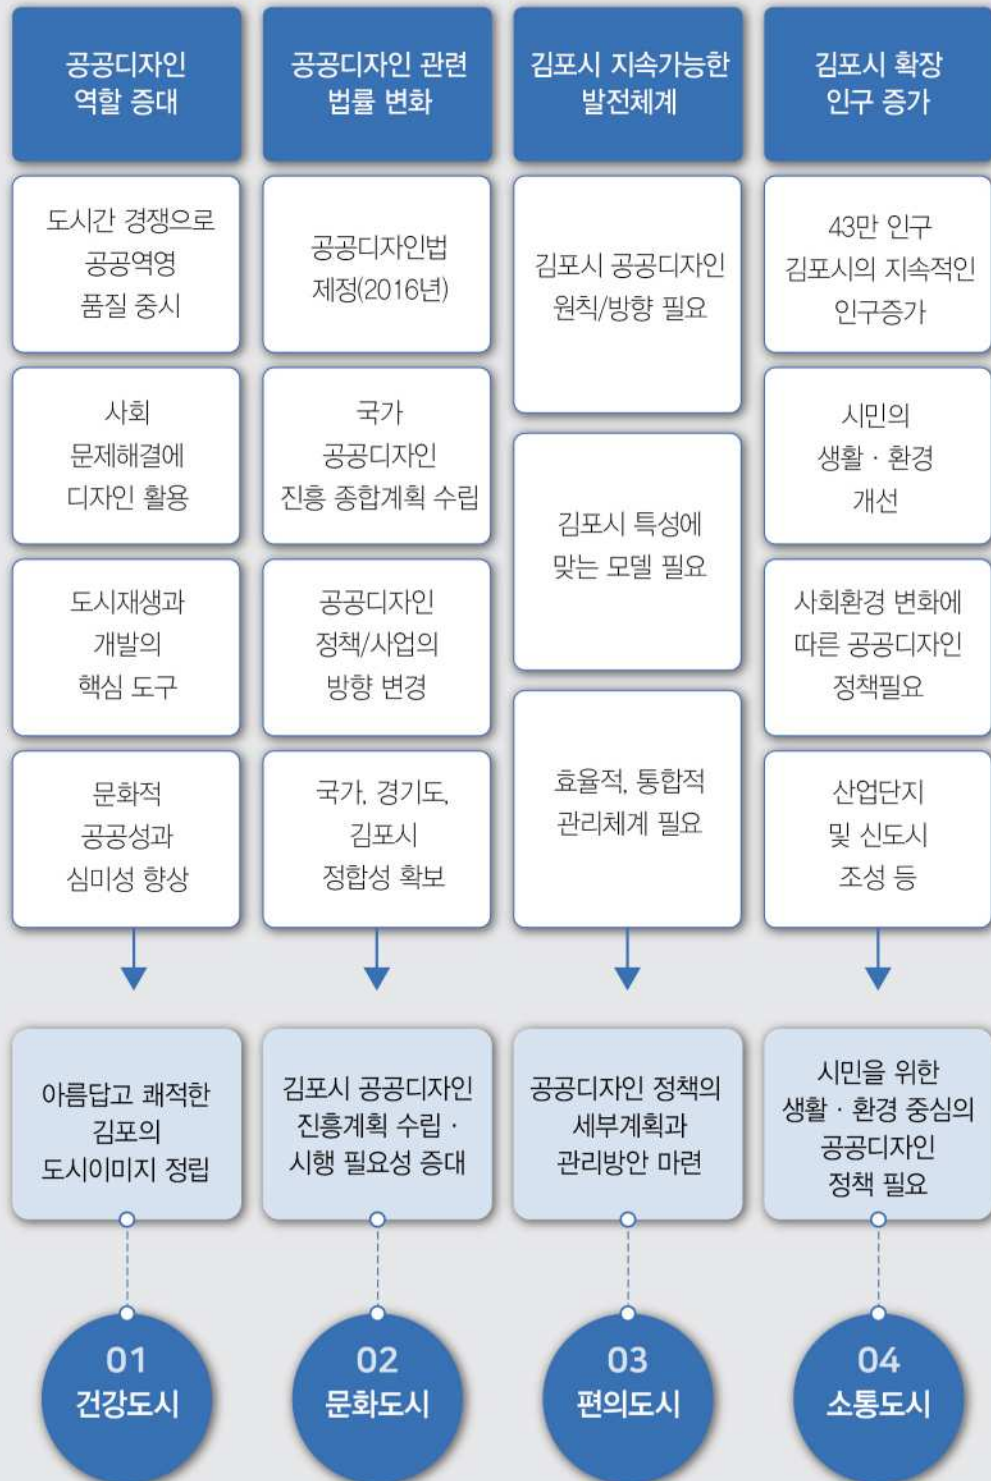 공공디자인
역할 증대
도시간 경쟁으로
공공역영
품질 중시
사회
문제해결에
디자인 활용
도시재생과
개발의
핵심 도구
문화적
공공성과
심미성 향상
아름답고 쾌적한
김포의
도시이미지 정립
01
건강도시
공공디자인 관련
법률 변화
공공디자인법
제정(2016년)
국가
공공디자인
진흥 종합계획 수립
공공디자인
정책/사업의
방향 변경
국가, 경기도,
김포시
정합성 확보
김포시 공공디자인
진흥계획 수립 ·
시행 필요성 증대
02
문화도시
김포시 지속가능한
발전체계
김포시 공공디자인
원칙/방향 필요
김포시 특성에
맞는 모델 필요
효율적, 통합적
관리체계 필요
공공디자인 정책의
세부계획과
관리방안 마련
03
편의도시
김포시 확장
인구 증가
43만 인구
김포시의 지속적인
인구증가
시민의
생활 · 환경
개선
사회환경 변화에
따른 공공디자인
정책필요
산업단지
및 신도시
조성 등
시민을 위한
생활 · 환경 중심의
공공디자인
정책 필요
04
소통도시